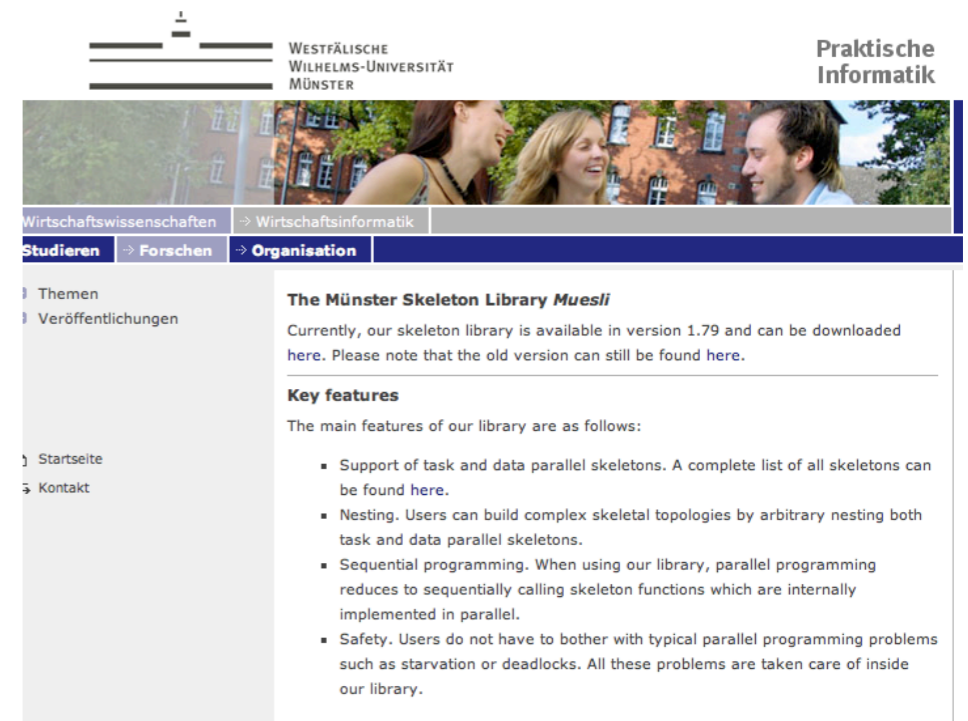 WESTFÄLISCHE
WILHELMS-UNIVERSITÄT
MÜNSTER
Praktische
Informatik
Wirtschaftswissenschaften
Wirtschaftsinformatik
Studieren
Forschen
Organisation
Themen
Veröffentlichungen
Startseite
Kontakt
The Münster Skeleton Library Muesli
Currently, our skeleton library is available in version 1.79 and can be downloaded
here. Please note that the old version can still be found here.
Key features
The main features of our library are as follows:
Support of task and data parallel skeletons. A complete list of all skeletons can
be found here.
Nesting. Users can build complex skeletal topologies by arbitrary nesting both
task and data parallel skeletons.
Sequential programming. When using our library, parallel programming
reduces to sequentially calling skeleton functions which are internally
implemented in parallel.
Safety. Users do not have to bother with typical parallel programming problems
such as starvation or deadlocks. All these problems are taken care of inside
our library.